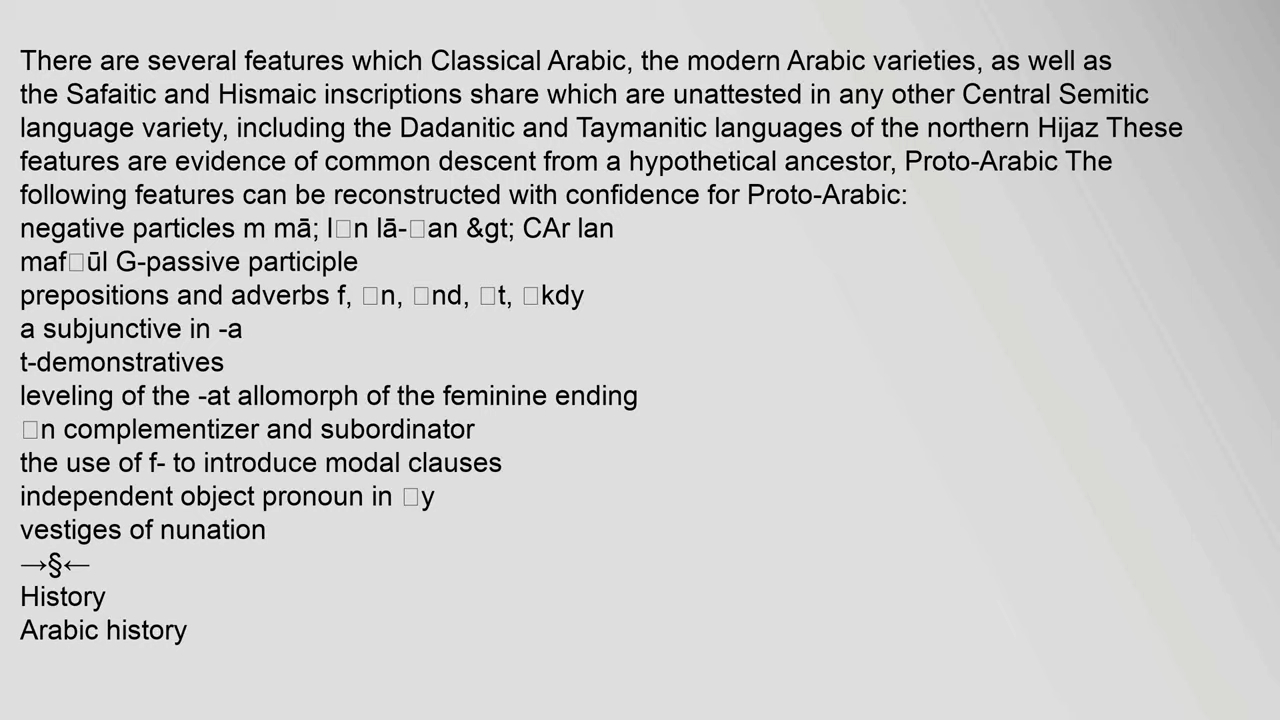 There are several features which Classical Arabic, the modern Arabic varieties, as well as
the Safaitic and Hismaic inscriptions share which are unattested in any other Central Semitic
language variety, including the Dadanitic and Taymanitic languages of the northern Hijaz These
features are evidence of common descent from a hypothetical ancestor, Proto-Arabic The
following features can be reconstructed with confidence for Proto-Arabic:
negative particles m mā; l□n lā-□an &gt; CAr lan
maf□ūl G-passive participle
prepositions and adverbs f, □n, □nd, □t, □kdy
a subjunctive in -a
t-demonstratives
leveling of the -at allomorph of the feminine ending
□n complementizer and subordinator
the use of f- to introduce modal clauses
independent object pronoun in □y
vestiges of nunation
→§←
History
Arabic history